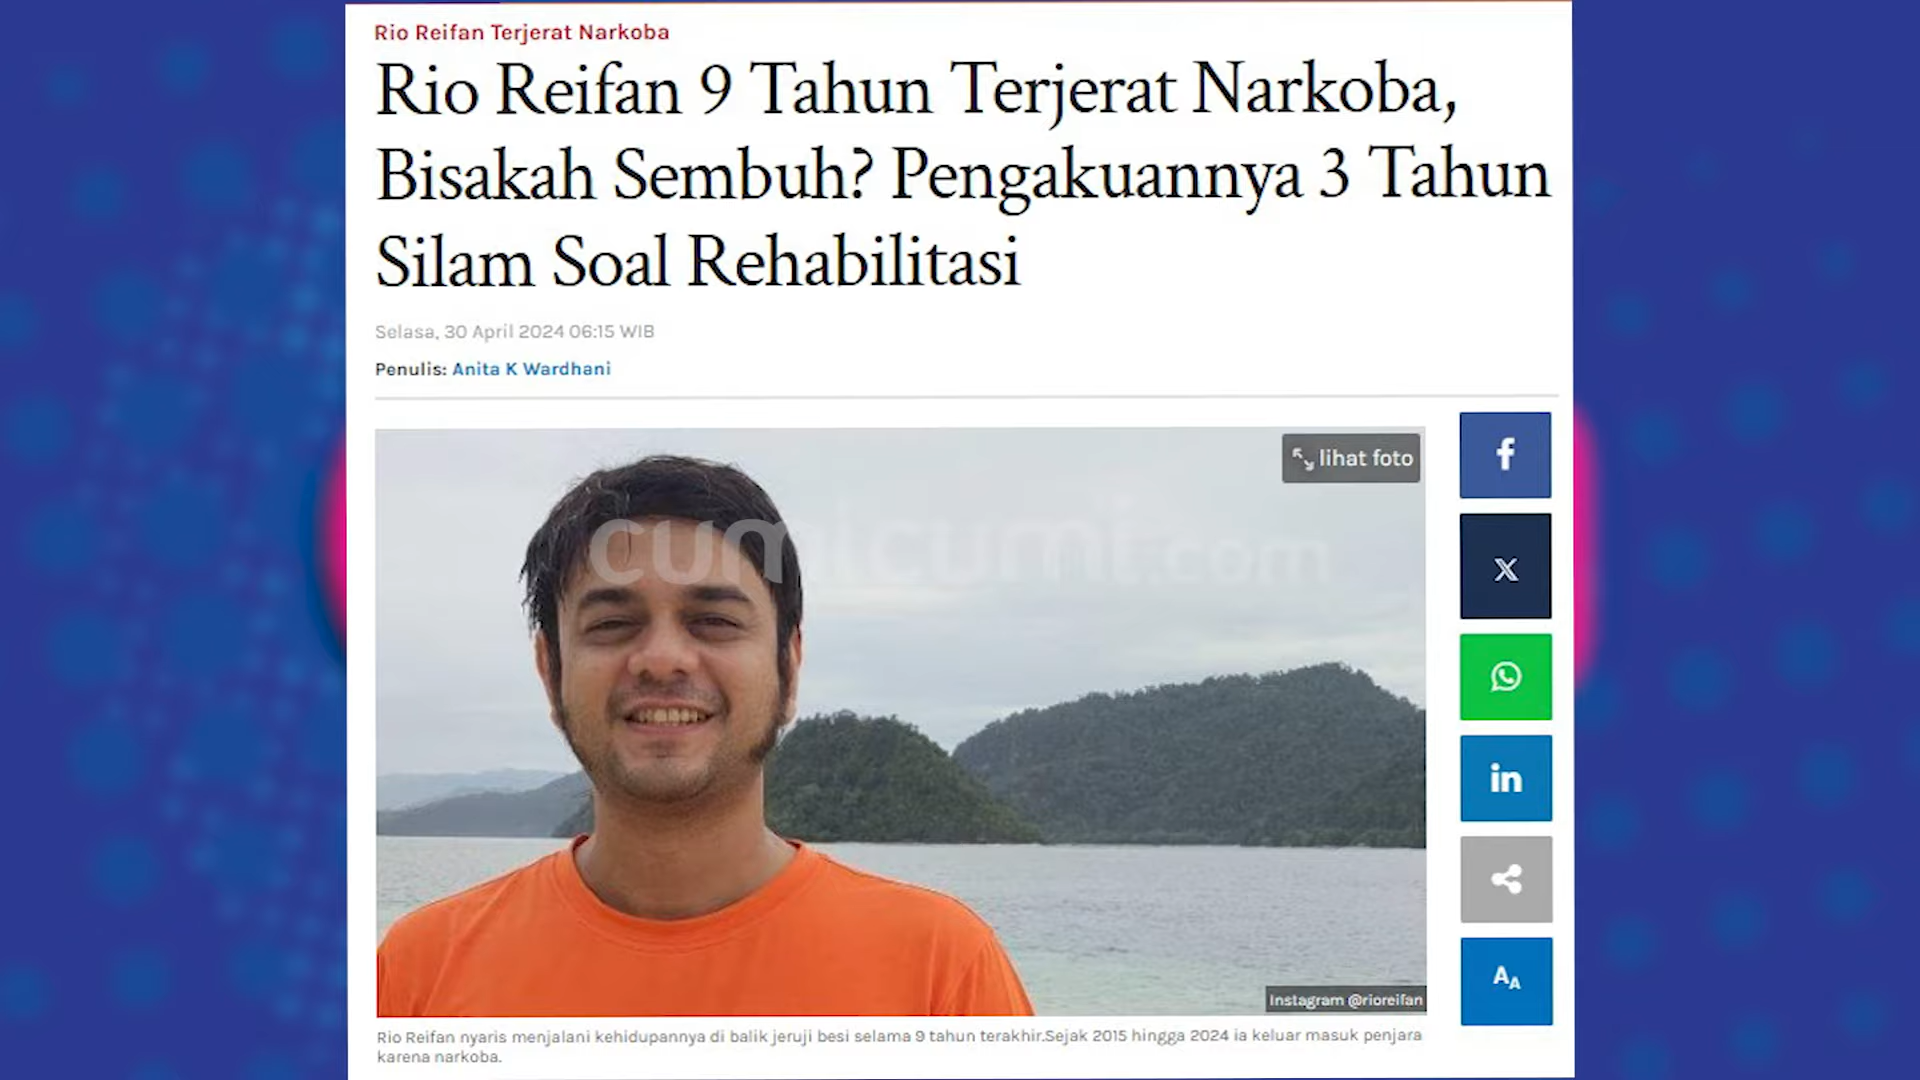 Rio Reifan Terjerat Narkoba
Rio Reifan 9 Tahun Terjerat Narkoba,
Bisakah Sembuh? Pengakuannya 3 Tahun
Silam Soal Rehabilitasi
Selasa, 30 April 2024 06:15 WIB
Penulis: Anita K Wardhani
lihat foto
cumicumi.com
f
X
in
AA
Instagram @rioreifan
Rio Reifan nyaris menjalani kehidupannya di balik jeruji besi selama 9 tahun terakhir.Sejak 2015 hingga 2024 ia keluar masuk penjara
karena narkoba.